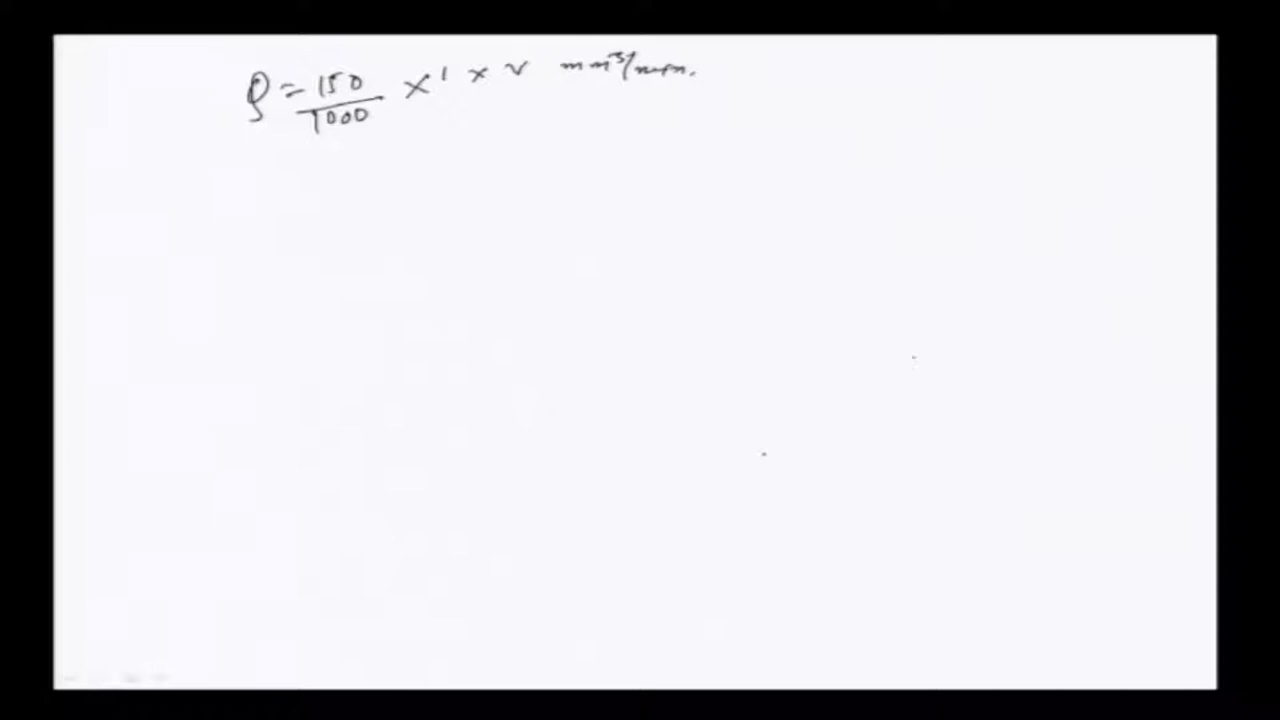 Q = 150/1000 × 1 × v mm³/min.